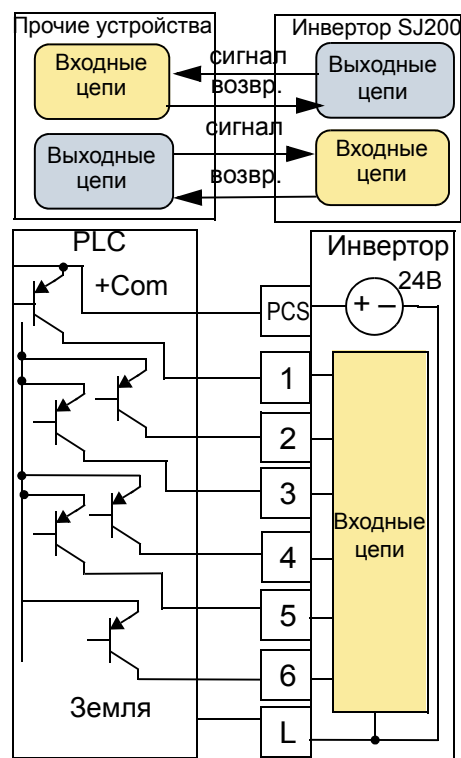 Прочие устройства
Инвертор SJ200
Входные
цепи
сигнал
возвр.
Выходные
цепи
Выходные
цепи
сигнал
возвр.
Входные
цепи
PLC
Инвертор
+Com
PCS
24В
+ –
1
2
3
4
5
6
L
Входные
цепи
Земля